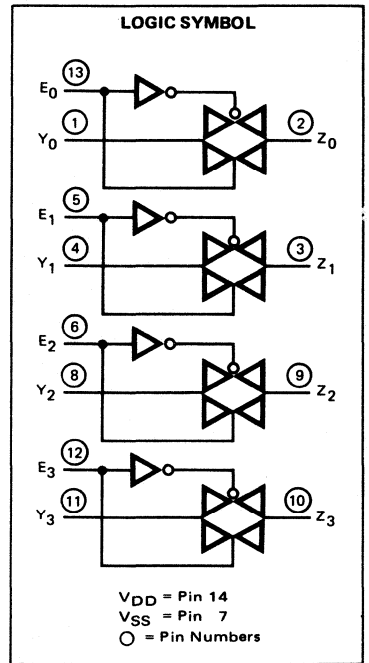 LOGIC SYMBOL
13
E0
1
Y0
2
Z0
5
E1
4
Y1
3
Z1
6
E2
8
Y2
9
Z2
12
E3
11
Y3
10
Z3
VDD = Pin 14
VSS = Pin 7
= Pin Numbers